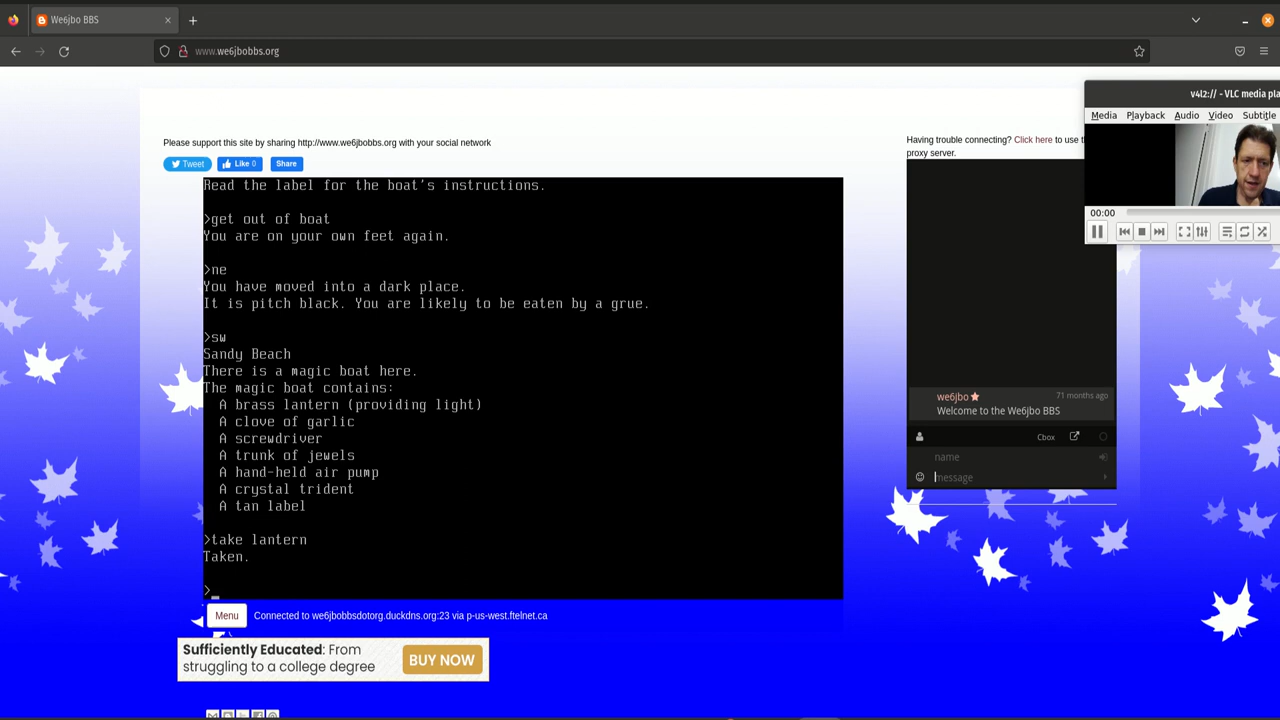 We6jbo BBS
www.we6jbobbs.org
v4l2:// - VLC media pla
Media Playback Audio Video Subtitle
00:00
Please support this site by sharing http://www.we6jbobbs.org with your social network
Tweet
Like 0
Share
Having trouble connecting? Click here to use t
proxy server.
Read the label for the boat's instructions.
>get out of boat
You are on your own feet again.
>ne
You have moved into a dark place.
It is pitch black. You are likely to be eaten by a grue.
>sw
Sandy Beach
There is a magic boat here.
The magic boat contains:
A brass lantern (providing light)
A clove of garlic
A screwdriver
A trunk of jewels
A hand-held air pump
A crystal trident
A tan label
>take lantern
Taken.
>
we6jbo 71 months ago
Welcome to the We6jbo BBS
Cbox
name
message
Menu
Connected to we6jbobbsdotorg.duckdns.org:23 via p-us-west.ftelnet.ca
Sufficiently Educated: From
struggling to a college degree
BUY NOW